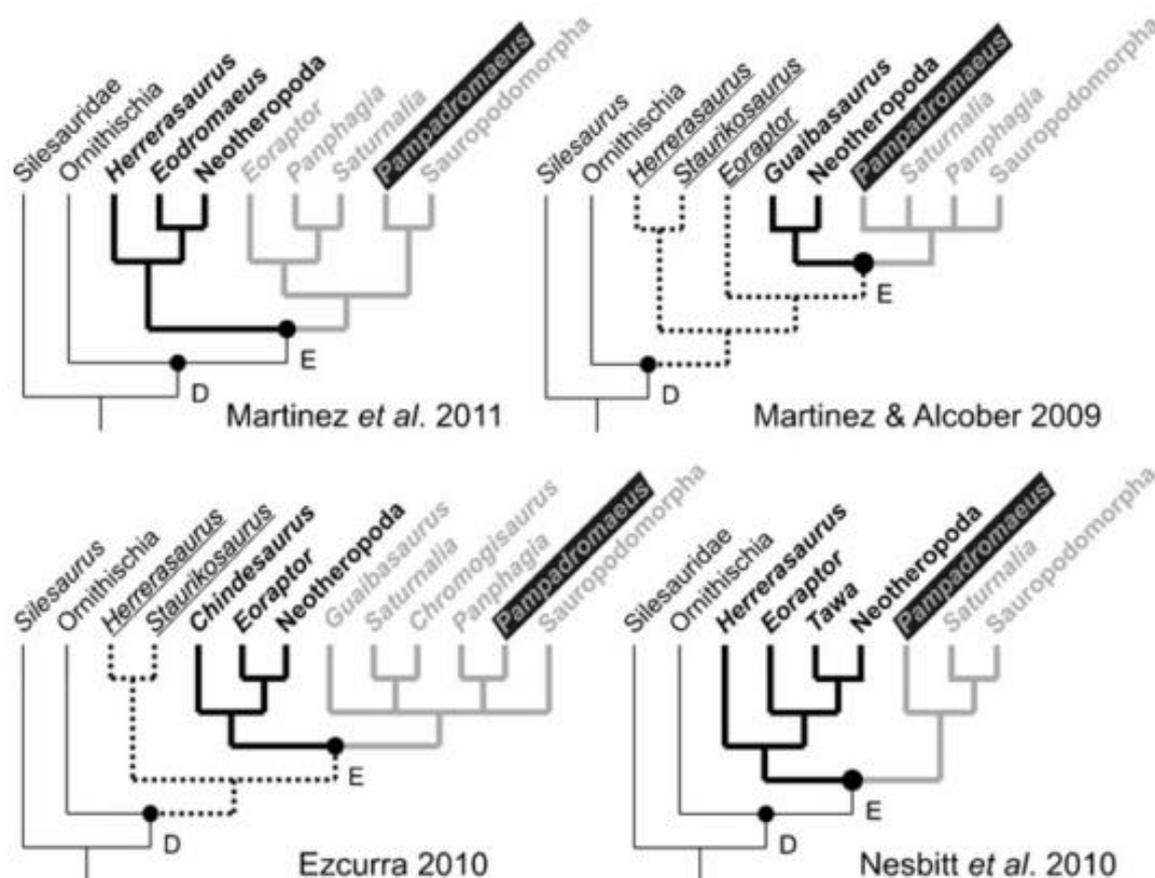 Silesauridae
Ornithischia
Herrerasaurus
Eodromaeus
Neotheropoda
Eoraptor
Panphagia
Saturnalia
Pampadromaeus
Sauropodomorpha
E
D
Martinez et al. 2011
Silesaurus
Ornithischia
Herrerasaurus
Staurikosaurus
Eoraptor
Guaibasaurus
Neotheropoda
Pampadromaeus
Saturnalia
Panphagia
Sauropodomorpha
E
D
Martinez & Alcober 2009
Silesaurus
Ornithischia
Herrerasaurus
Staurikosaurus
Chindesaurus
Eoraptor
Neotheropoda
Guaibasaurus
Saturnalia
Chromogisaurus
Panphagia
Pampadromaeus
Sauropodomorpha
E
D
Ezcurra 2010
Silesauridae
Ornithischia
Herrerasaurus
Eoraptor
Tawa
Neotheropoda
Pampadromaeus
Saturnalia
Sauropodomorpha
E
D
Nesbitt et al. 2010